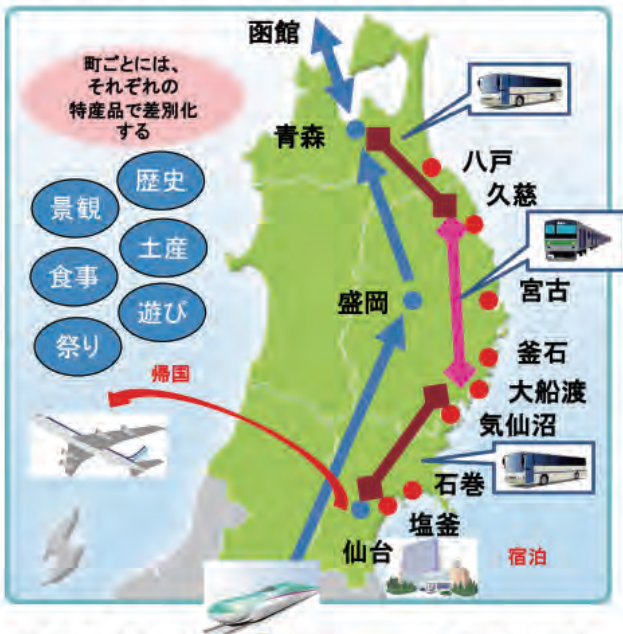 函館
町ごとには、
それぞれの
特産品で差別化
する
青森
八戸
久慈
歴史
景観
土産
食事
遊び
祭り
盛岡
宮古
釜石
大船渡
気仙沼
帰国
石巻
塩釜
仙台
宿泊